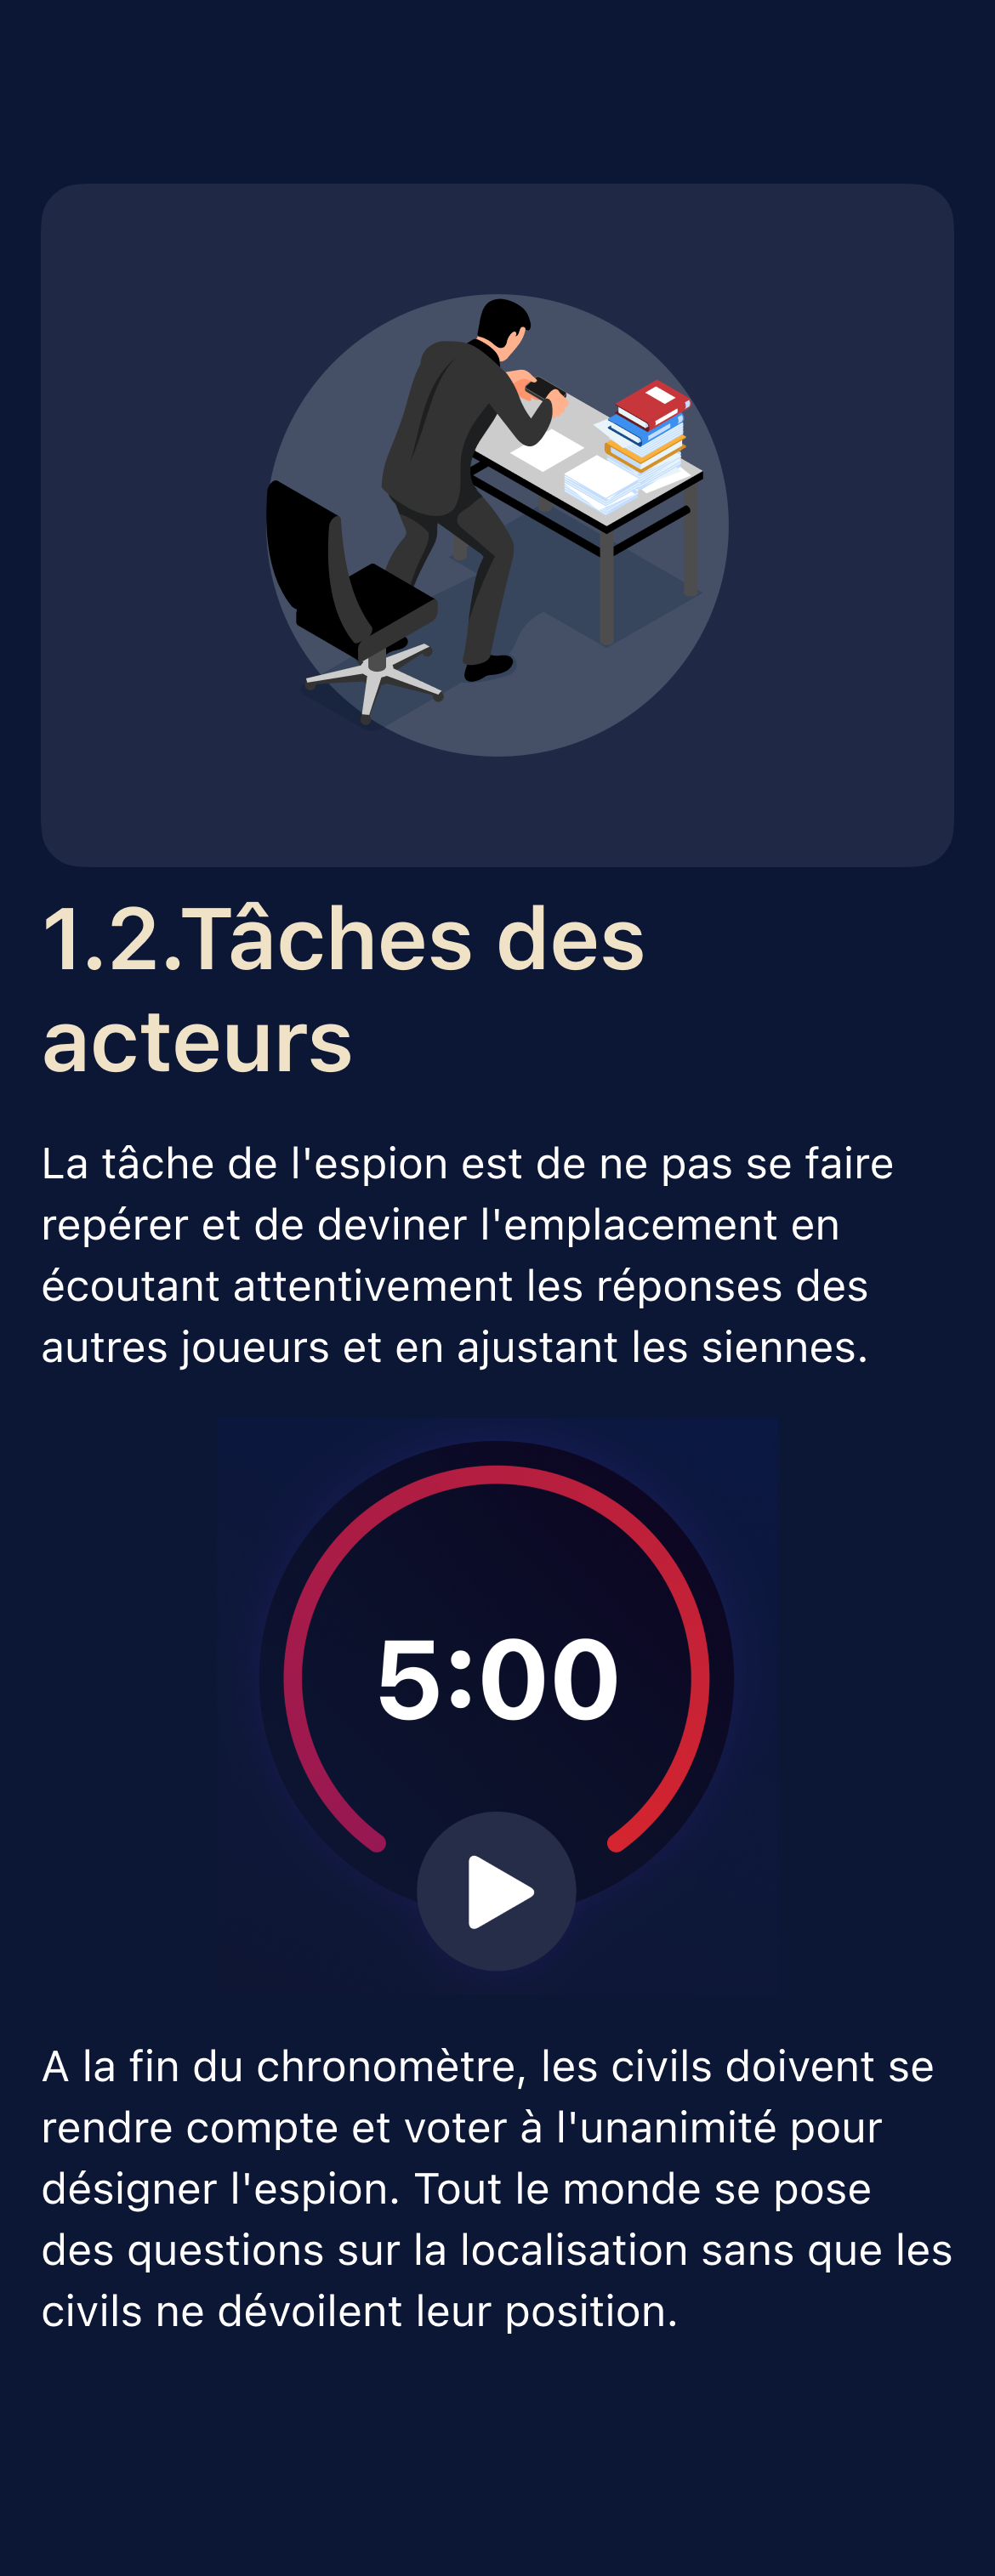 1.2.Tâches des
acteurs
La tâche de l'espion est de ne pas se faire
repérer et de deviner l'emplacement en
écoutant attentivement les réponses des
autres joueurs et en ajustant les siennes.
5:00
A la fin du chronomètre, les civils doivent se
rendre compte et voter à l'unanimité pour
désigner l'espion. Tout le monde se pose
des questions sur la localisation sans que les
civils ne dévoilent leur position.